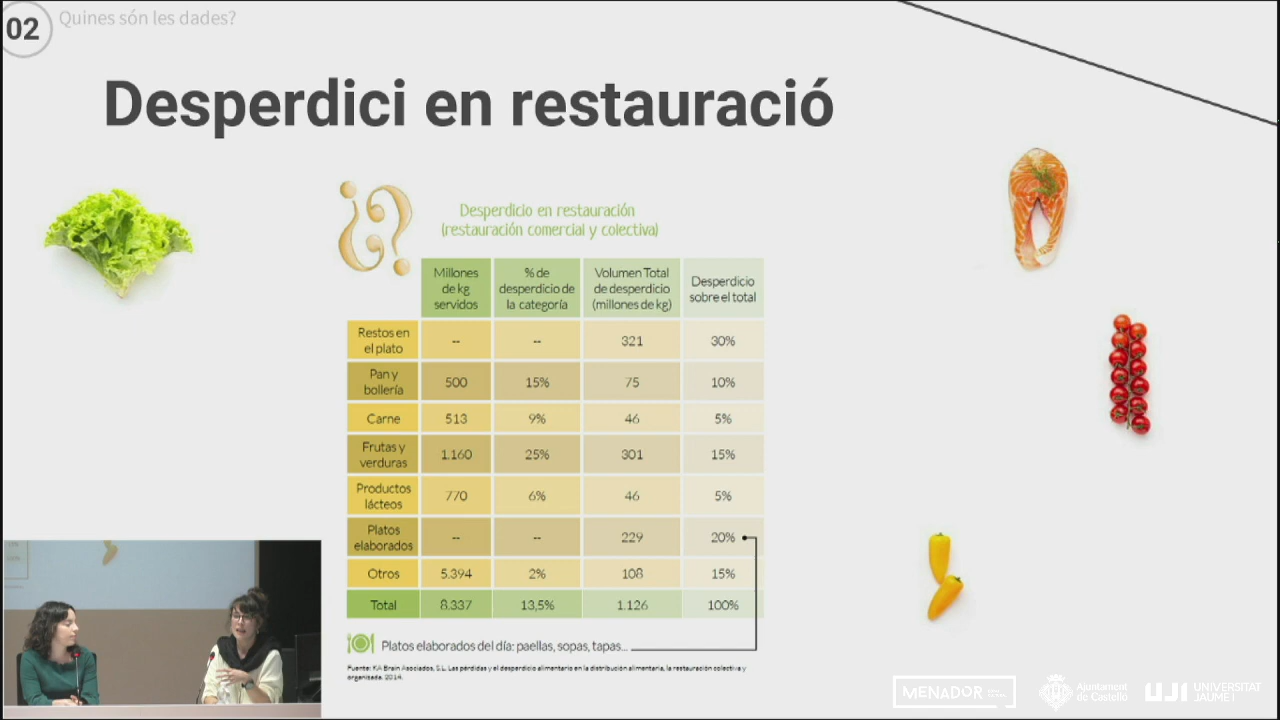 02
Quines són les dades?
Desperdici en restauració
Desperdicio en restauración
(restauración comercial y colectiva)
Millones de kg servidos | % de desperdicio de la categoría | Volumen Total de desperdicio (millones de kg) | Desperdicio sobre el total
Restos en el plato | -- | -- | 321 | 30%
Pan y bollería | 500 | 15% | 75 | 10%
Carne | 513 | 9% | 46 | 5%
Frutas y verduras | 1.160 | 25% | 301 | 15%
Productos lácteos | 770 | 6% | 46 | 5%
Platos elaborados | -- | -- | 229 | 20%
Otros | 5.394 | 2% | 108 | 15%
Total | 8.337 | 13,5% | 1.126 | 100%
Platos elaborados del día: paellas, sopas, tapas...
Fuente: KA Brain Asociados, S.L. Las pérdidas y el desperdicio alimentario en la distribución alimentaria, la restauración colectiva y
organizada. 2014.
MENADOR
Ajuntament
de Castelló
UJI UNIVERSITAT
JAUME I